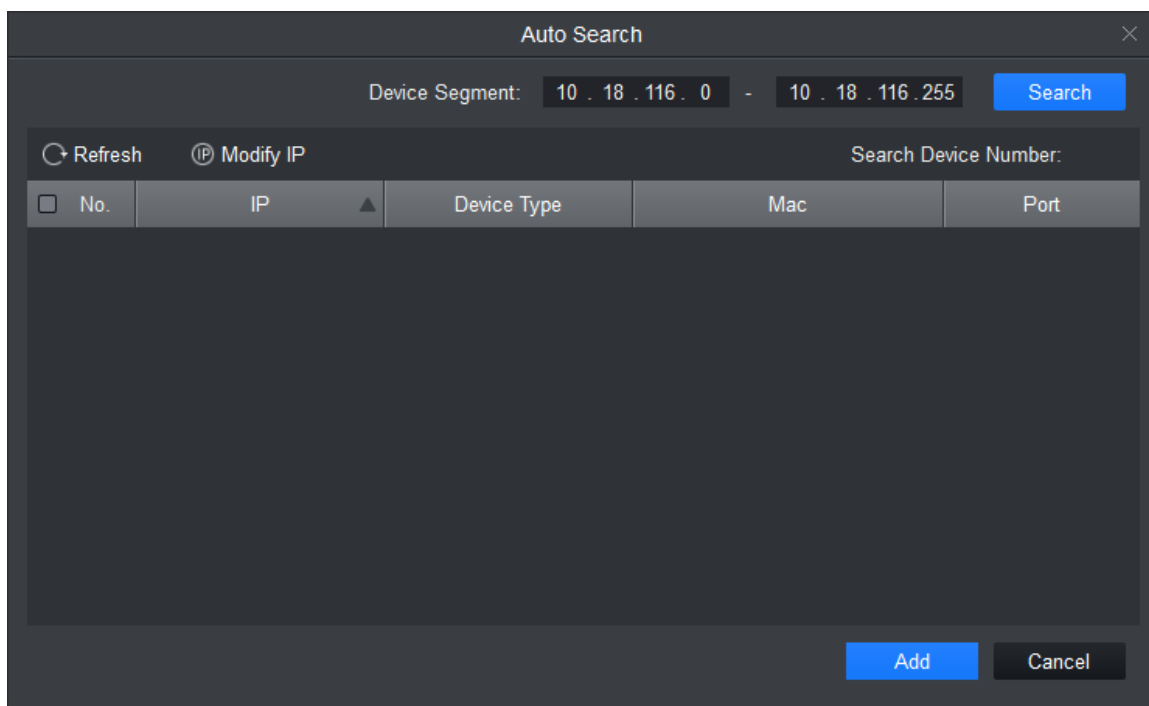 Auto Search
Device Segment: 10 . 18 . 116 . 0 - 10 . 18 . 116 . 255 Search
Refresh IP Modify IP Search Device Number:
No. IP Device Type Mac Port
Add Cancel